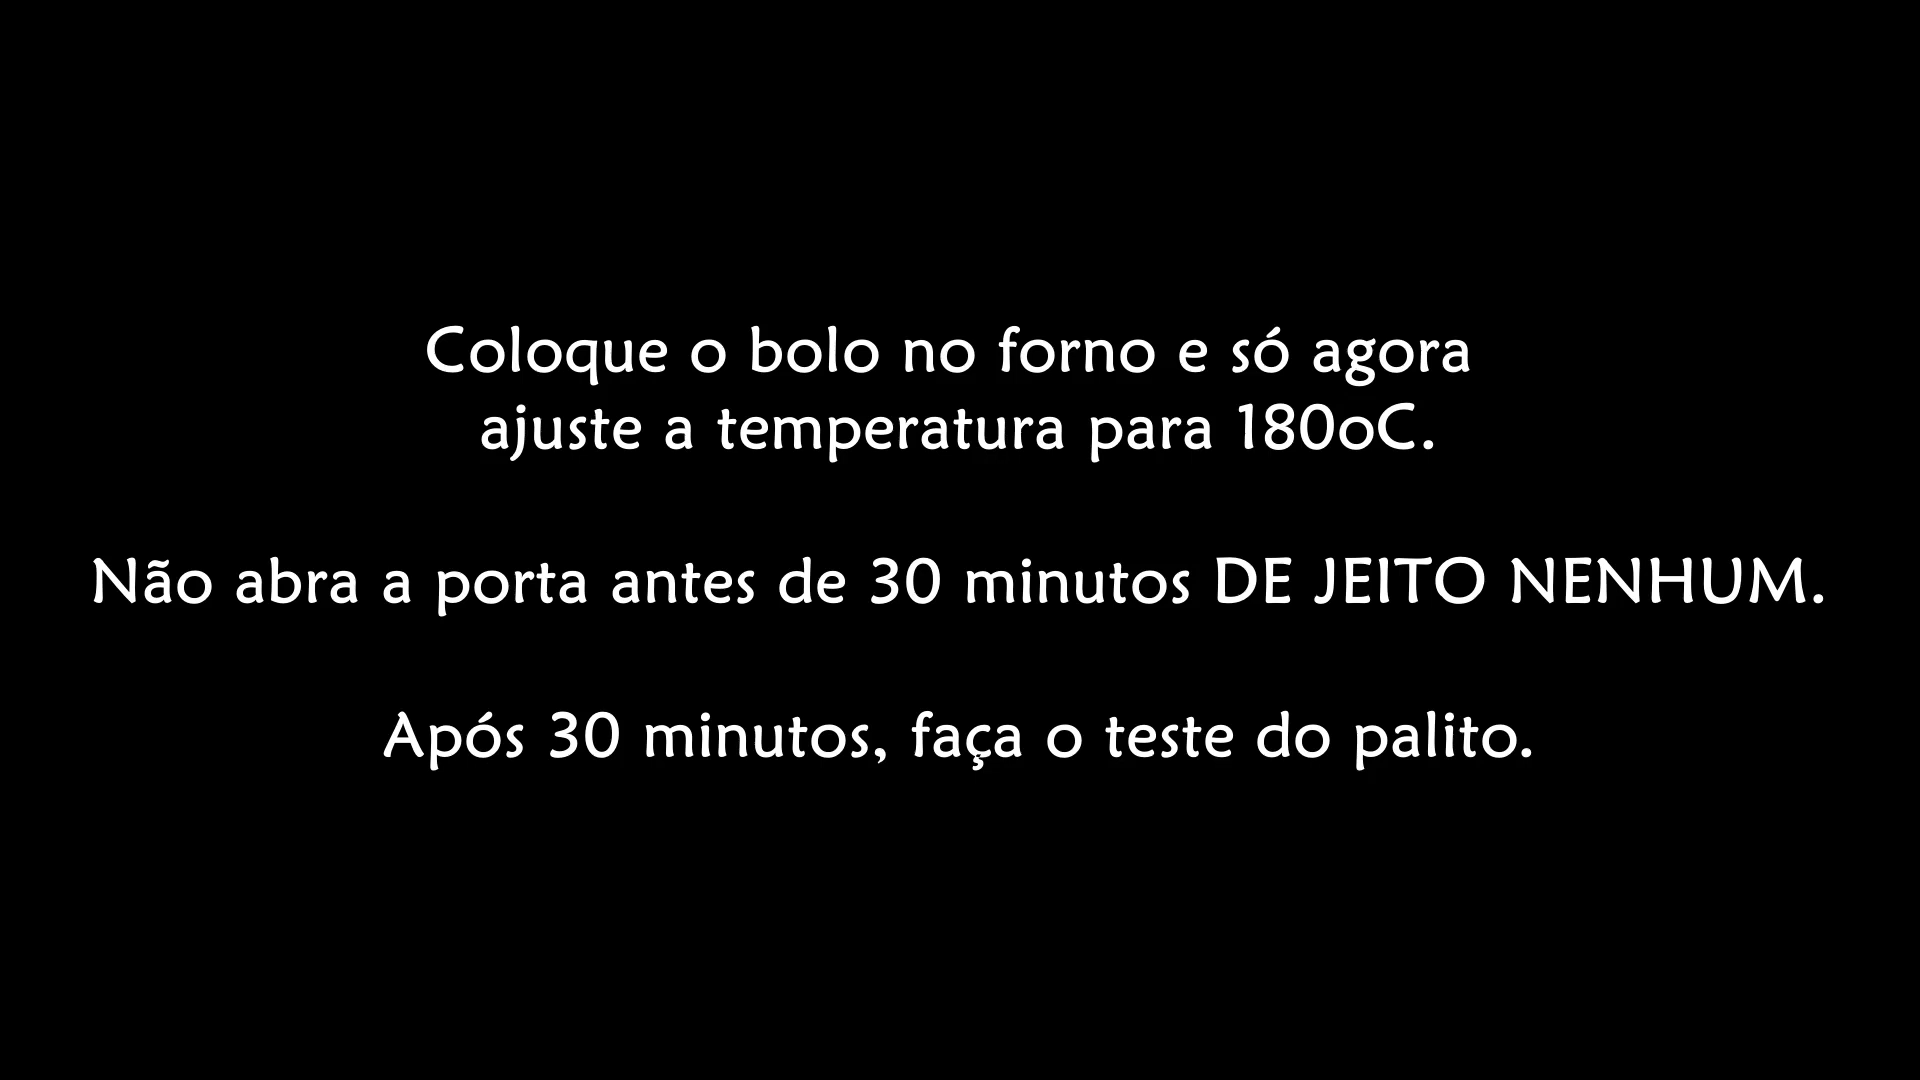 Coloque o bolo no forno e só agora
ajuste a temperatura para 180oC.
Não abra a porta antes de 30 minutos DE JEITO NENHUM.
Após 30 minutos, faça o teste do palito.